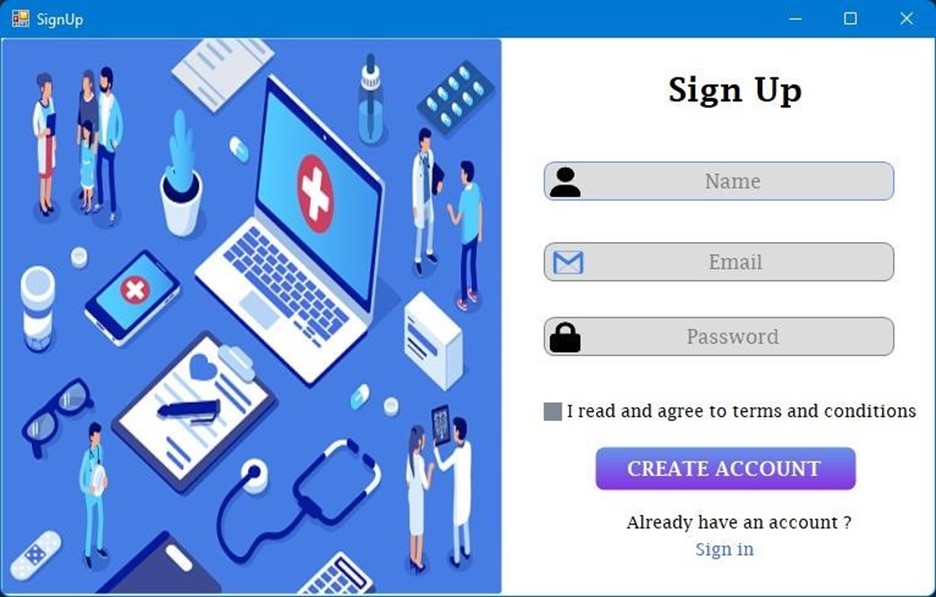 SignUp
Sign Up
Name
Email
Password
I read and agree to terms and conditions
CREATE ACCOUNT
Already have an account ?
Sign in